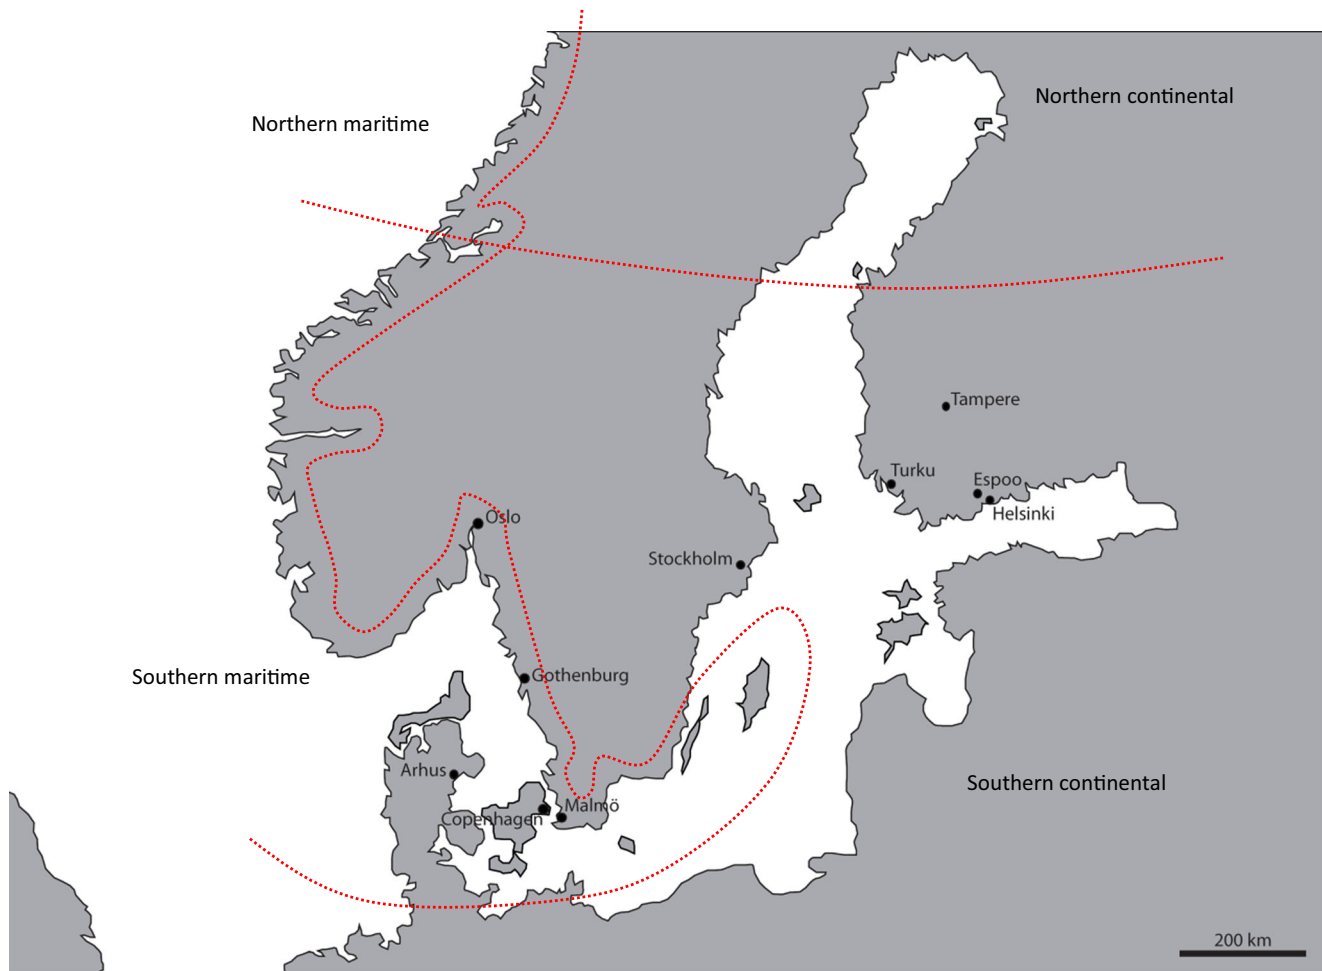 Northern continental
Northern maritime
Tampere
Turku
Espoo
Helsinki
Oslo
Stockholm
Gothenburg
Southern maritime
Arhus
Southern continental
Malmö
Copenhagen
200 km